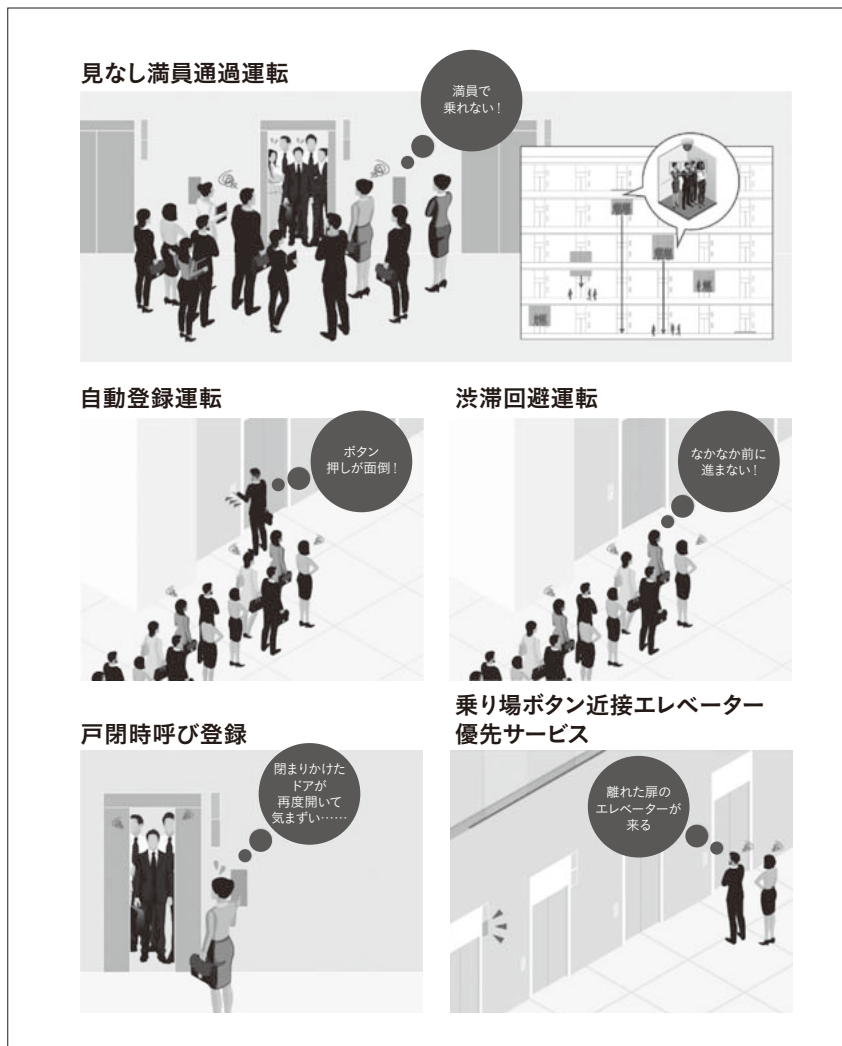 見なし満員通過運転
満員で
乗れない！
自動登録運転
ボタン
押しが面倒！
渋滞回避運転
なかなか前に
進まない！
戸閉時呼び登録
閉まりかけた
ドアが
再度開いて
気まずい……
乗り場ボタン近接エレベーター
優先サービス
離れた扉の
エレベーターが
来る